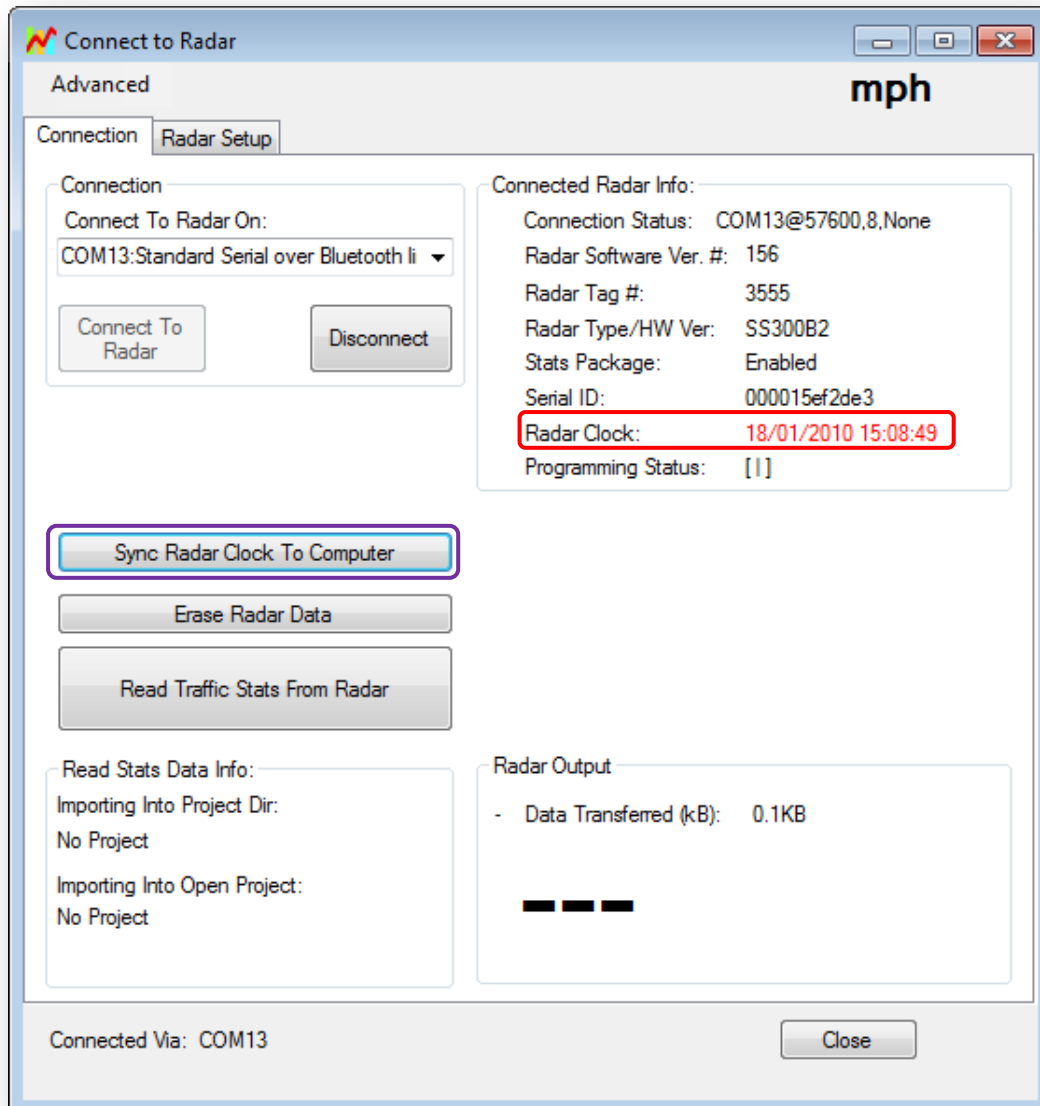 Connect to Radar
Advanced
mph
Connection
Radar Setup
Connection
Connect To Radar On:
COM13:Standard Serial over Bluetooth li
Connect To
Radar
Disconnect
Connected Radar Info:
Connection Status: COM13@57600,8,None
Radar Software Ver. #: 156
Radar Tag #: 3555
Radar Type/HW Ver: SS300B2
Stats Package: Enabled
Serial ID: 000015ef2de3
Radar Clock: 18/01/2010 15:08:49
Programming Status: [ | ]
Sync Radar Clock To Computer
Erase Radar Data
Read Traffic Stats From Radar
Read Stats Data Info:
Importing Into Project Dir:
No Project
Importing Into Open Project:
No Project
Radar Output
- Data Transferred (kB): 0.1KB
---
Connected Via: COM13
Close